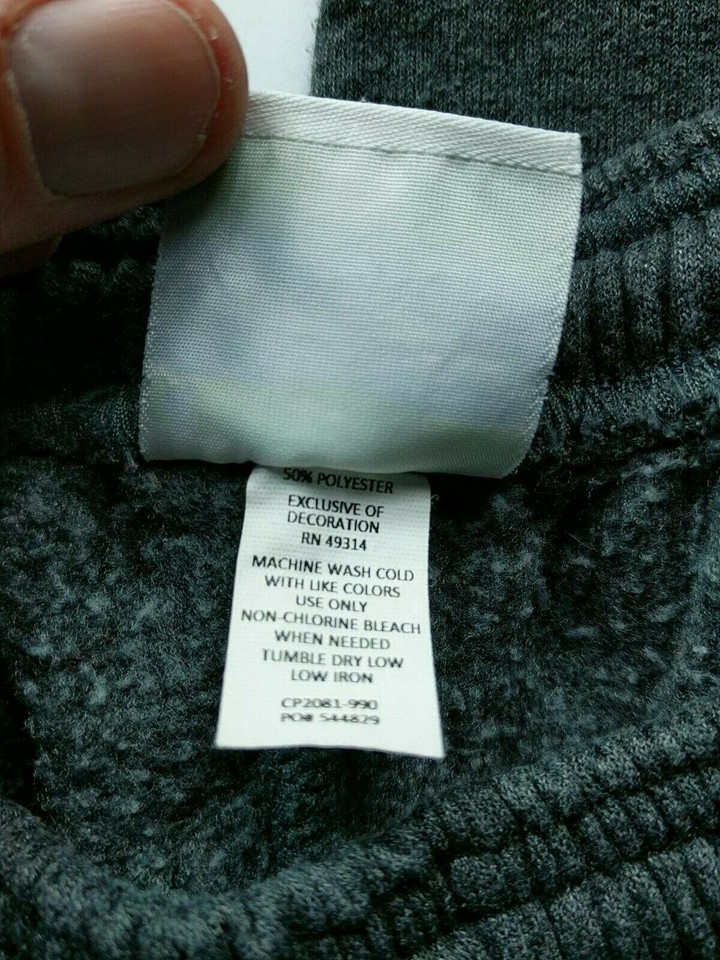 50% POLYESTER
EXCLUSIVE OF
DECORATION
RN 49314
MACHINE WASH COLD
WITH LIKE COLORS
USE ONLY
NON-CHLORINE BLEACH
WHEN NEEDED
TUMBLE DRY LOW
LOW IRON
CP2081-990
PO# 544829